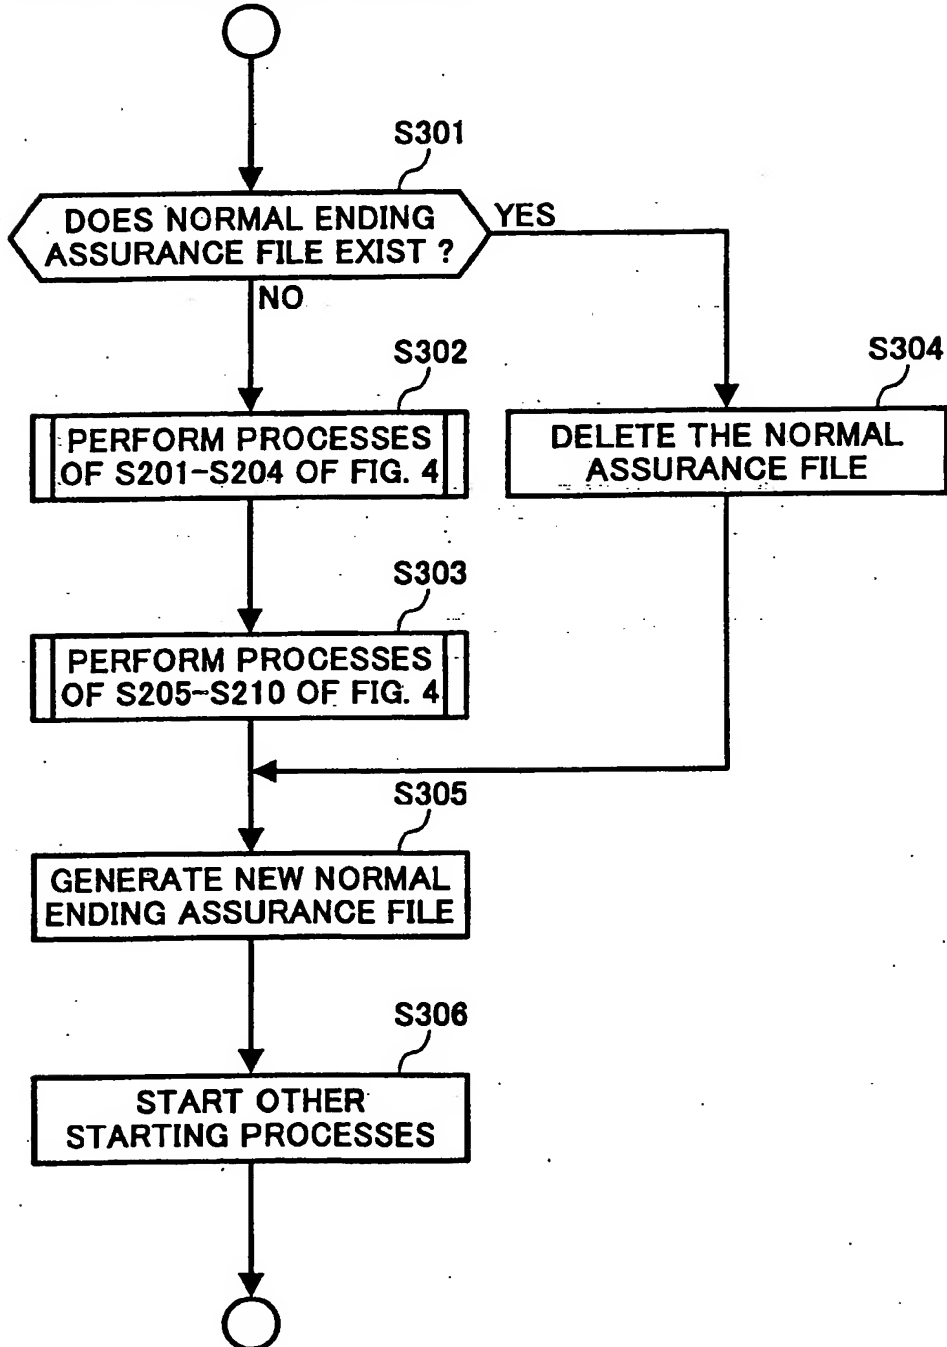 S301
DOES NORMAL ENDING
ASSURANCE FILE EXIST ?
YES
NO
S302
PERFORM PROCESSES
OF S201-S204 OF FIG. 4
S304
DELETE THE NORMAL
ASSURANCE FILE
S303
PERFORM PROCESSES
OF S205-S210 OF FIG. 4
S305
GENERATE NEW NORMAL
ENDING ASSURANCE FILE
S306
START OTHER
STARTING PROCESSES